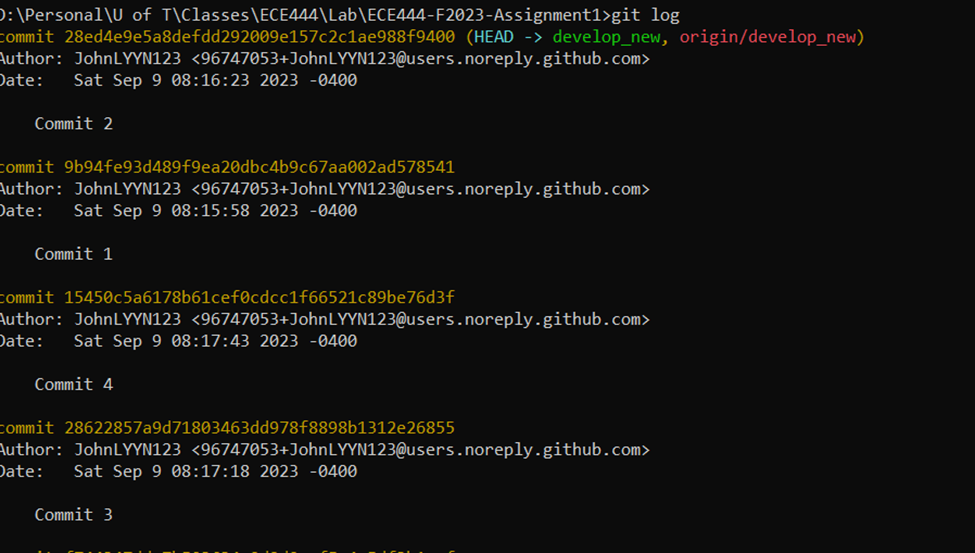 D:\Personal\U of T\Classes\ECE444\Lab\ECE444-F2023-Assignment1>git log
commit 28ed4e9e5a8defdd292009e157c2c1ae988f9400 (HEAD -> develop_new, origin/develop_new)
Author: JohnLYYN123 <96747053+JohnLYYN123@users.noreply.github.com>
Date: Sat Sep 9 08:16:23 2023 -0400
Commit 2
commit 9b94fe93d489f9ea20dbc4b9c67aa002ad578541
Author: JohnLYYN123 <96747053+JohnLYYN123@users.noreply.github.com>
Date: Sat Sep 9 08:15:58 2023 -0400
Commit 1
commit 15450c5a6178b61cef0cdcc1f66521c89be76d3f
Author: JohnLYYN123 <96747053+JohnLYYN123@users.noreply.github.com>
Date: Sat Sep 9 08:17:43 2023 -0400
Commit 4
commit 28622857a9d71803463dd978f8898b1312e26855
Author: JohnLYYN123 <96747053+JohnLYYN123@users.noreply.github.com>
Date: Sat Sep 9 08:17:18 2023 -0400
Commit 3